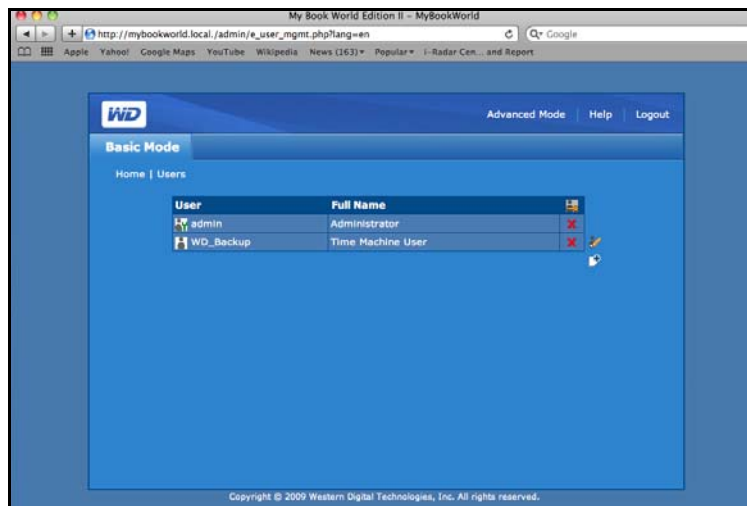 My Book World Edition II – MyBookWorld
http://mybookworld.local./admin/e_user_mgmt.php?lang=en
Google
Apple Yahoo! Google Maps YouTube Wikipedia News (163) Popular i-Radar Cen... and Report
WD
Advanced Mode | Help | Logout
Basic Mode
Home | Users
User Full Name
admin Administrator
WD_Backup Time Machine User
Copyright © 2009 Western Digital Technologies, Inc. All rights reserved.